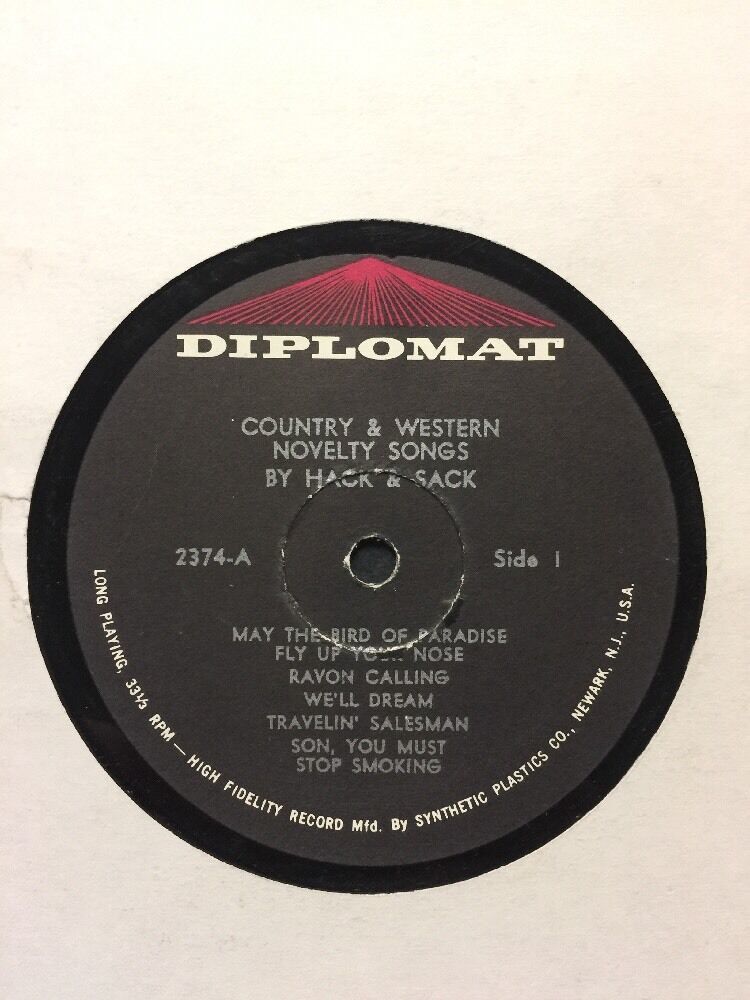 DIPLOMAT
COUNTRY & WESTERN
NOVELTY SONGS
BY HACK & SACK
2374-A
Side 1
MAY THE BIRD OF PARADISE
FLY UP YOUR NOSE
RAVON CALLING
WE'LL DREAM
TRAVELIN' SALESMAN
SON, YOU MUST
STOP SMOKING
LONG PLAYING, 33⅓ RPM — HIGH FIDELITY RECORD Mfd. By SYNTHETIC PLASTICS CO., NEWARK, N.J., U.S.A.